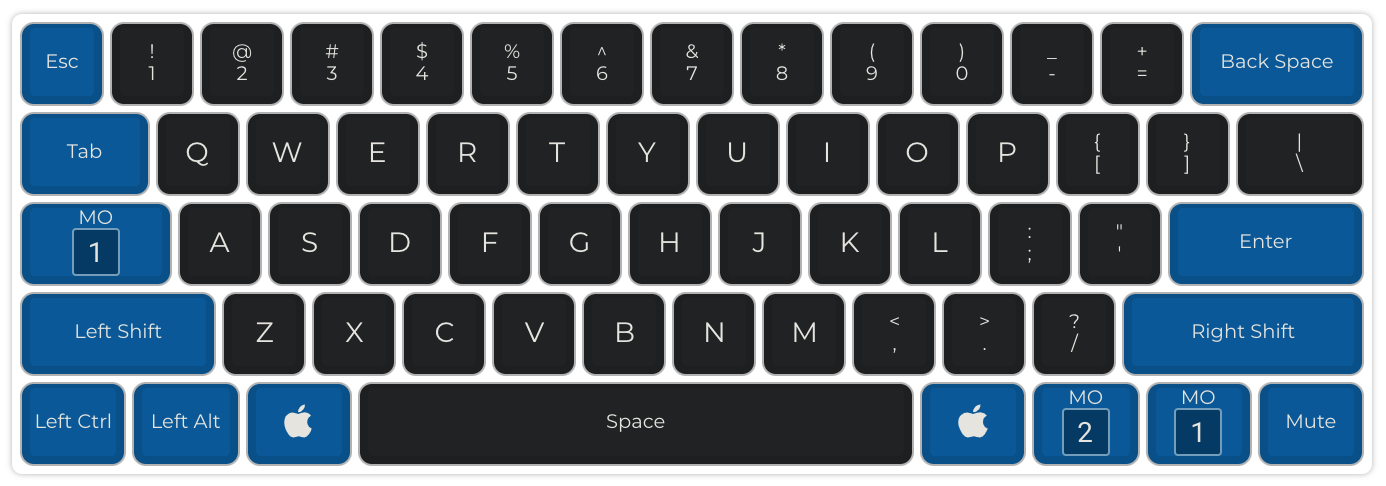 ! @ # $ % ^ & * ( ) _ +
Esc 1 2 3 4 5 6 7 8 9 0 - = Back Space
{ } |
Tab Q W E R T Y U I O P [ ] \
MO : "
1 A S D F G H J K L ; ' Enter
< > ?
Left Shift Z X C V B N M , . / Right Shift
MO MO
Left Ctrl Left Alt Space 2 1 Mute